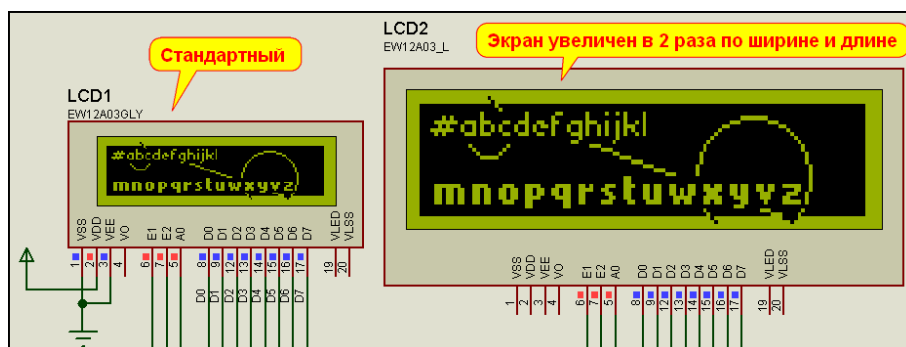 Стандартный
LCD1
EW12A03GLY
#abcdefghijkl
mnopqrstuwxyvz
VSS
VDD
VEE
VO
E1
E2
A0
D0
D1
D2
D3
D4
D5
D6
D7
VLED
VLSS
1
2
3
4
6
7
5
8
9
12
13
14
15
16
17
19
20
D0
D1
D2
D3
D4
D5
D6
D7
LCD2
EW12A03_L
Экран увеличен в 2 раза по ширине и длине
#abcdefghijkl
mnopqrstuwxyvz
VSS
VDD
VEE
VO
E1
E2
A0
D0
D1
D2
D3
D4
D5
D6
D7
VLED
VLSS
1
2
3
4
6
7
5
8
9
12
13
14
15
16
17
19
20